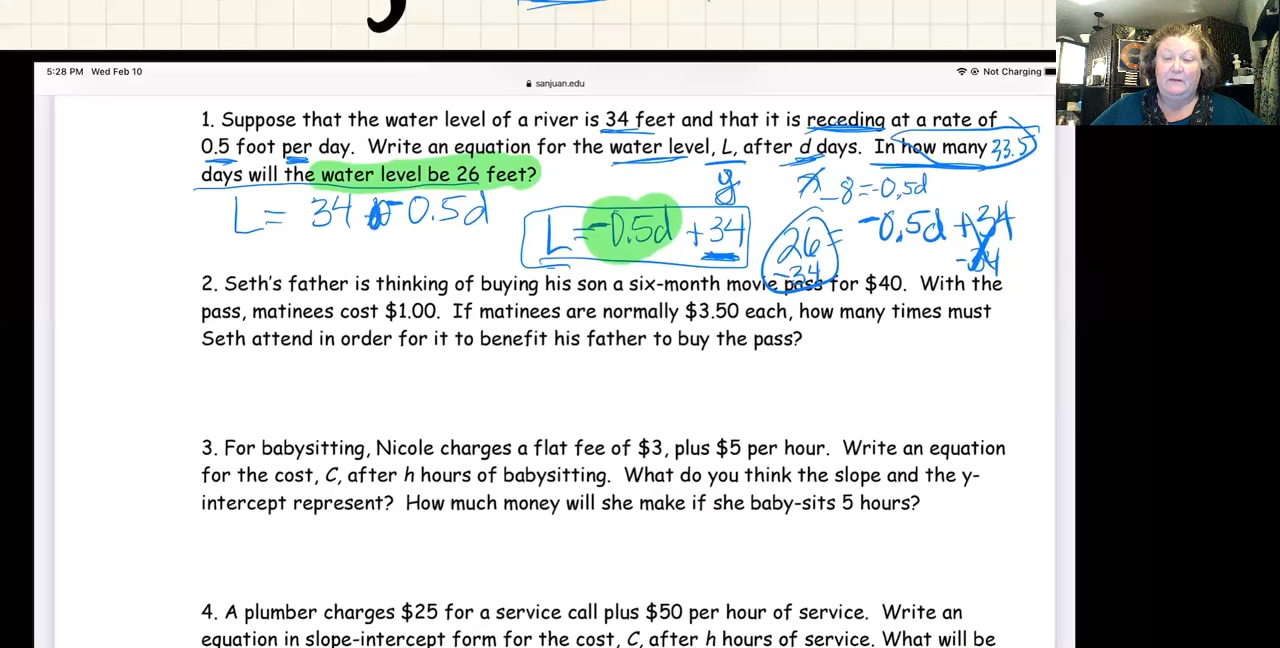 5:28 PM Wed Feb 10
Not Charging
sanjuan.edu
1. Suppose that the water level of a river is 34 feet and that it is receding at a rate of
0.5 foot per day. Write an equation for the water level, L, after d days. In how many 33.5
days will the water level be 26 feet?
y x -8=-0.5d
L= 34 -0.5d
L=-0.5d +34
26= -0.5d +34
-34 -34
2. Seth's father is thinking of buying his son a six-month movie pass for $40. With the
pass, matinees cost $1.00. If matinees are normally $3.50 each, how many times must
Seth attend in order for it to benefit his father to buy the pass?
3. For babysitting, Nicole charges a flat fee of $3, plus $5 per hour. Write an equation
for the cost, C, after h hours of babysitting. What do you think the slope and the y-
intercept represent? How much money will she make if she baby-sits 5 hours?
4. A plumber charges $25 for a service call plus $50 per hour of service. Write an
equation in slope-intercept form for the cost, C, after h hours of service. What will be